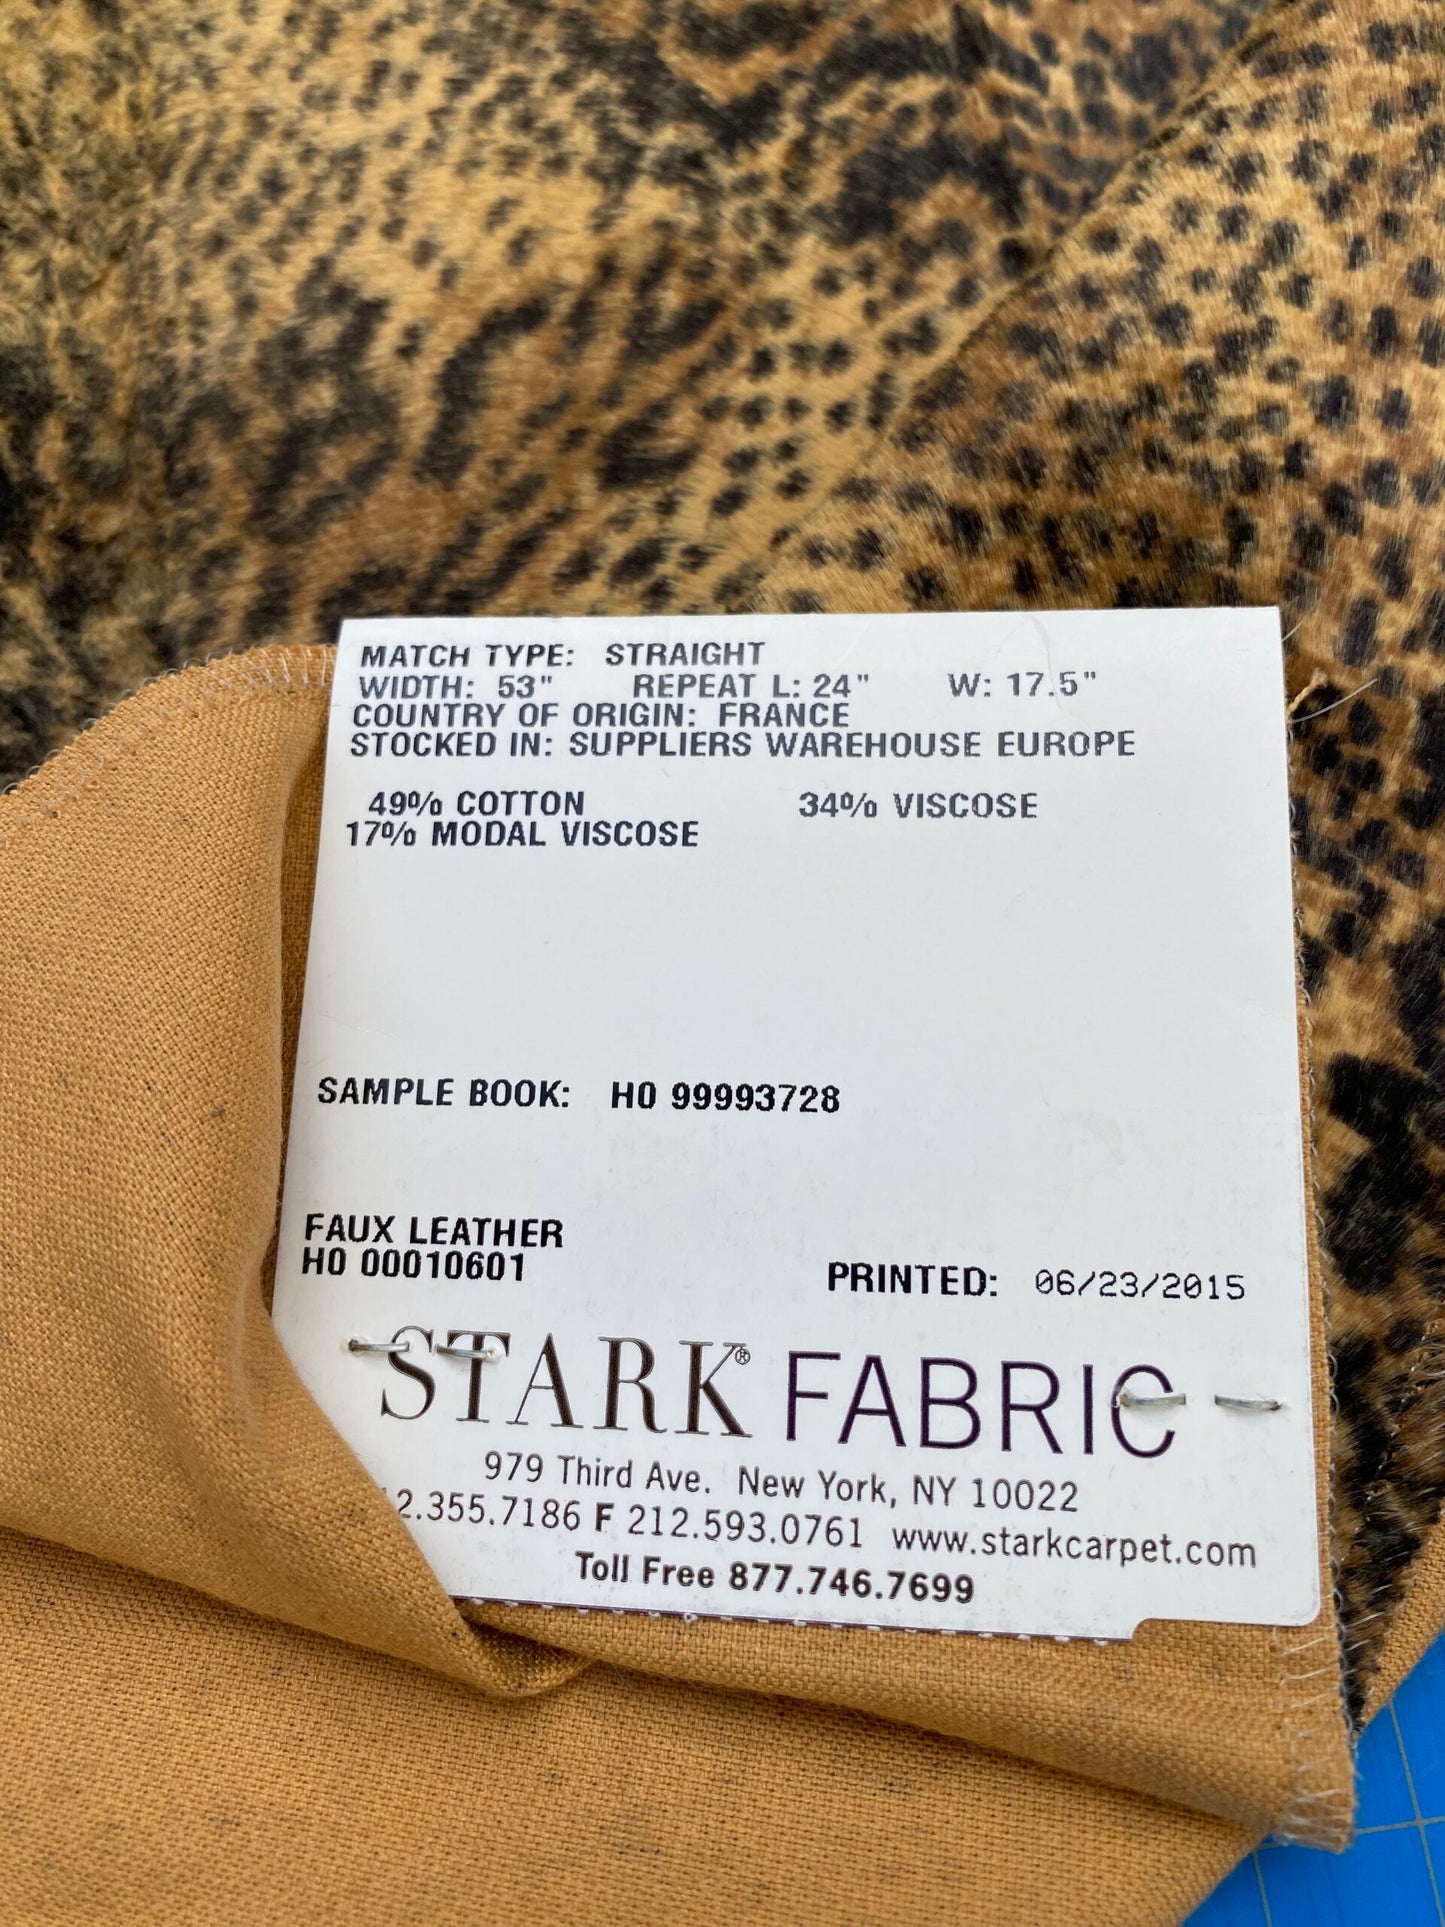 MATCH TYPE: STRAIGHT
WIDTH: 53" REPEAT L: 24" W: 17.5"
COUNTRY OF ORIGIN: FRANCE
STOCKED IN: SUPPLIERS WAREHOUSE EUROPE
49% COTTON 34% VISCOSE
17% MODAL VISCOSE
SAMPLE BOOK: H0 99993728
FAUX LEATHER
H0 00010601
PRINTED: 06/23/2015
STARK® FABRIC
979 Third Ave. New York, NY 10022
2.355.7186 F 212.593.0761 www.starkcarpet.com
Toll Free 877.746.7699